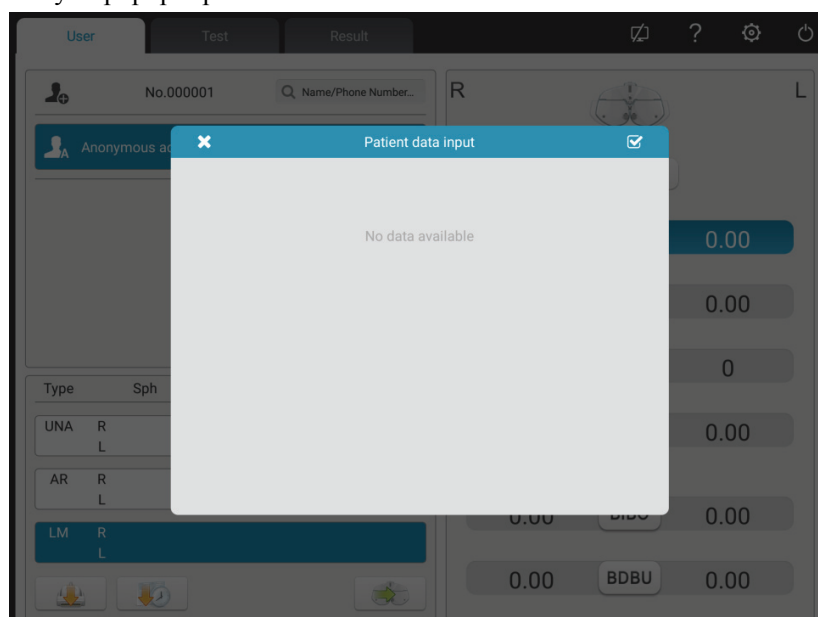 User Test Result ?
No.000001 Name/Phone Number...
R L
Anonymous ac
A
Patient data input
No data available
0.00
0.00
0
0.00
Type Sph
UNA R
L
AR R
L
LM R
L
0.00 BIBU 0.00
0.00 BDBU 0.00